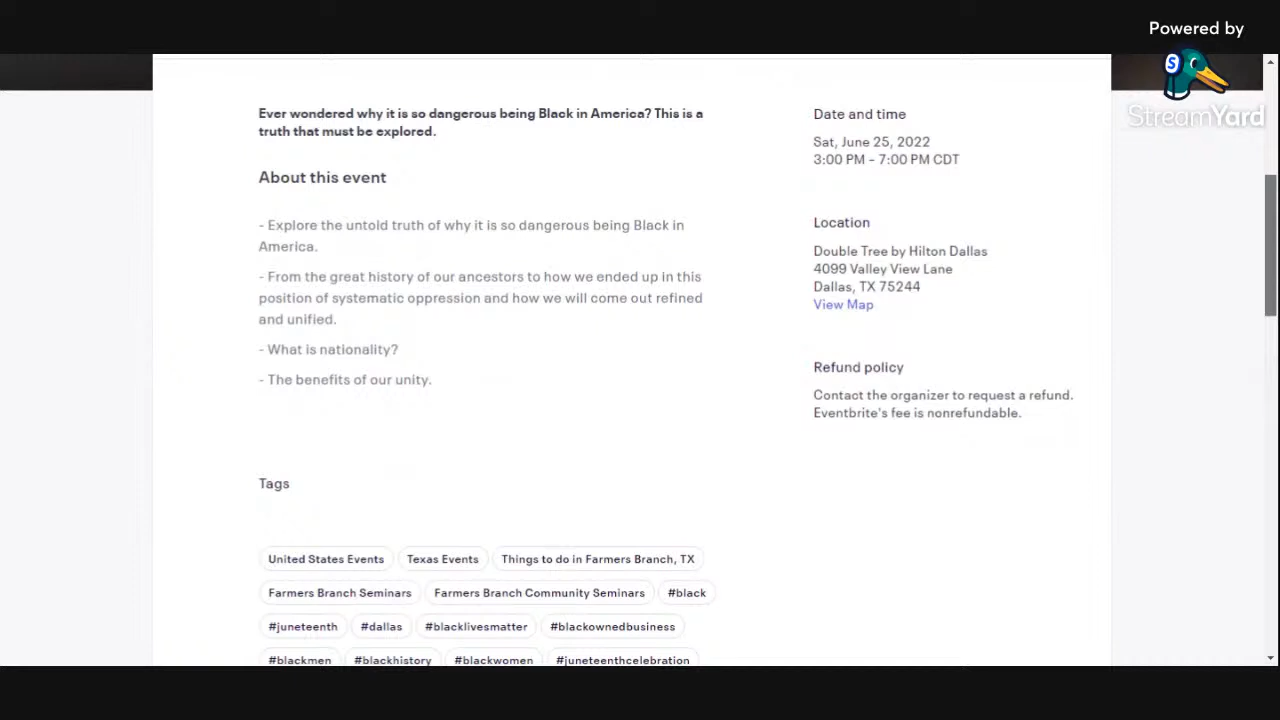 Powered by
StreamYard
Ever wondered why it is so dangerous being Black in America? This is a
truth that must be explored.
About this event
- Explore the untold truth of why it is so dangerous being Black in
America.
- From the great history of our ancestors to how we ended up in this
position of systematic oppression and how we will come out refined
and unified.
- What is nationality?
- The benefits of our unity.
Tags
United States Events Texas Events Things to do in Farmers Branch, TX
Farmers Branch Seminars Farmers Branch Community Seminars #black
#juneteenth #dallas #blacklivesmatter #blackownedbusiness
#blackmen #blackhistory #blackwomen #juneteenthcelebration
Date and time
Sat, June 25, 2022
3:00 PM – 7:00 PM CDT
Location
Double Tree by Hilton Dallas
4099 Valley View Lane
Dallas, TX 75244
View Map
Refund policy
Contact the organizer to request a refund.
Eventbrite's fee is nonrefundable.